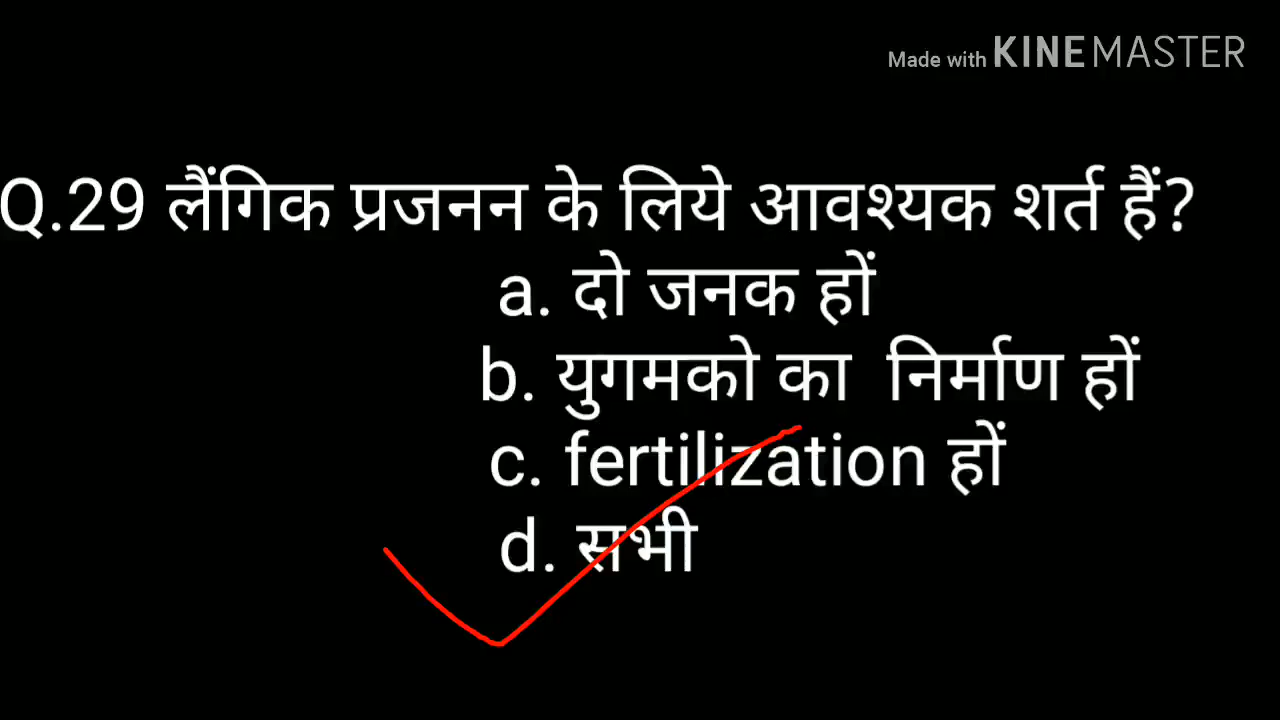 Made with KINEMASTER
Q.29 लैंगिक प्रजनन के लिये आवश्यक शर्त हैं?
a. दो जनक हों
b. युगमको का निर्माण हों
c. fertilization हों
d. सभी